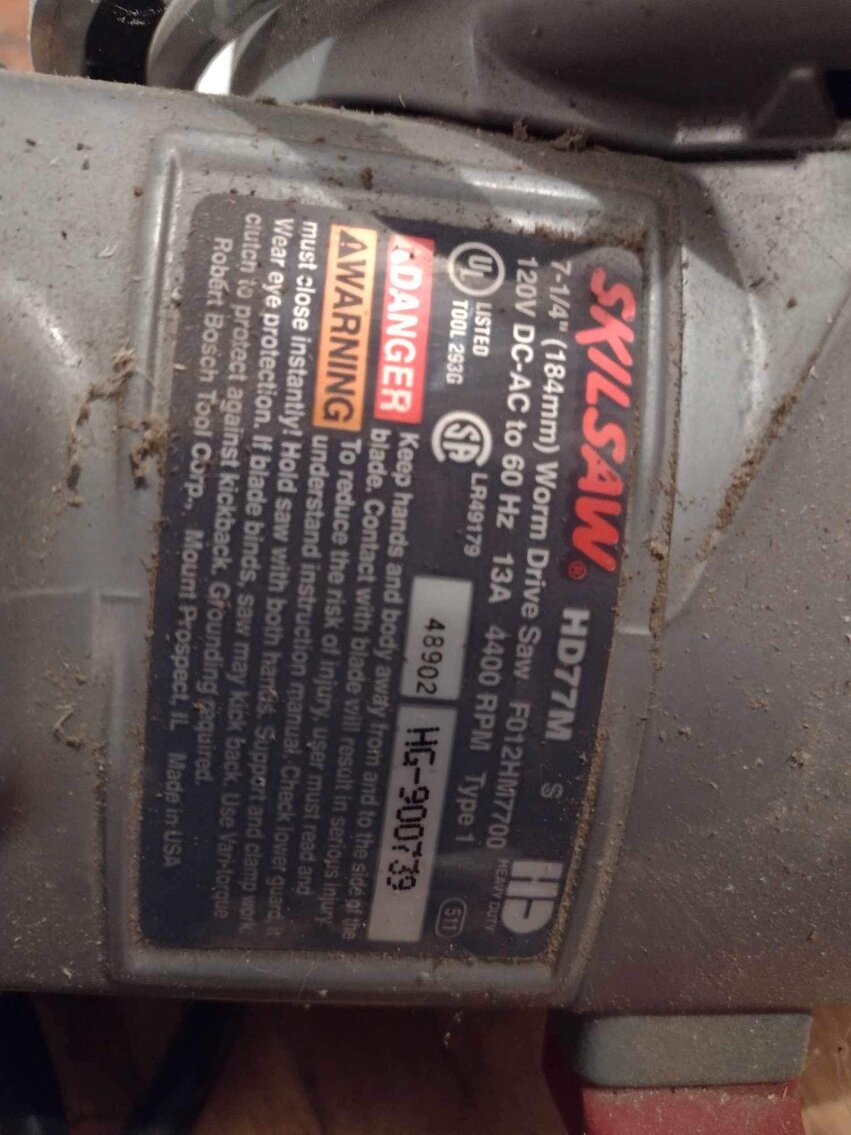 SKILSAW® HD77M S HD
HEAVY DUTY
7-1/4" (184mm) Worm Drive Saw F012HM7700
120V DC-AC to 60 Hz 13A 4400 RPM Type 1
UL LISTED
TOOL 293G
SA LR49179
48902 HG-900739 511
DANGER Keep hands and body away from and to the side of the
blade. Contact with blade will result in serious injury.
WARNING To reduce the risk of injury, user must read and
understand instruction manual. Check lower guard. It
must close instantly! Hold saw with both hands. Support and clamp work.
Wear eye protection. If blade binds, saw may kick back. Use Vari-torque
clutch to protect against kickback. Grounding required.
Robert Bosch Tool Corp., Mount Prospect, IL Made in USA